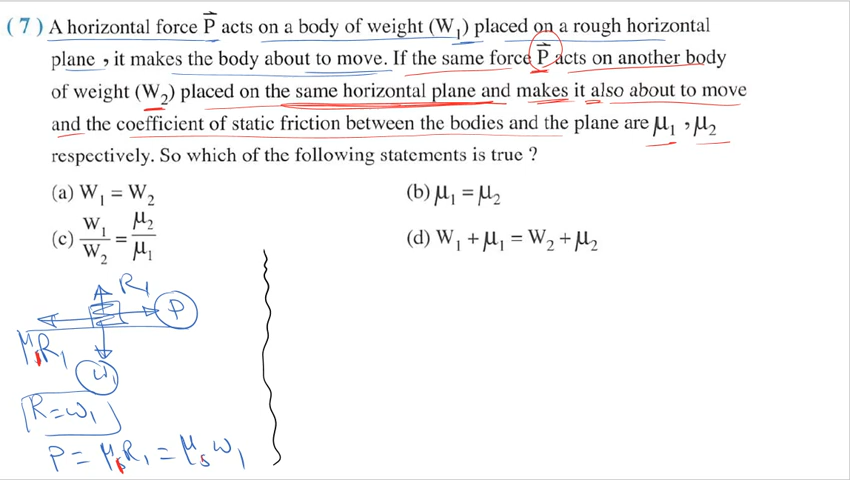 (7) A horizontal force P⃗ acts on a body of weight (W₁) placed on a rough horizontal
plane , it makes the body about to move. If the same force P⃗ acts on another body
of weight (W₂) placed on the same horizontal plane and makes it also about to move
and the coefficient of static friction between the bodies and the plane are μ₁ , μ₂
respectively. So which of the following statements is true ?
(a) W₁ = W₂ (b) μ₁ = μ₂
(c) W₁/W₂ = μ₂/μ₁ (d) W₁ + μ₁ = W₂ + μ₂
R₁
P
μₛR₁
W₁
R=W₁
P = μₛR₁ = μₛW₁